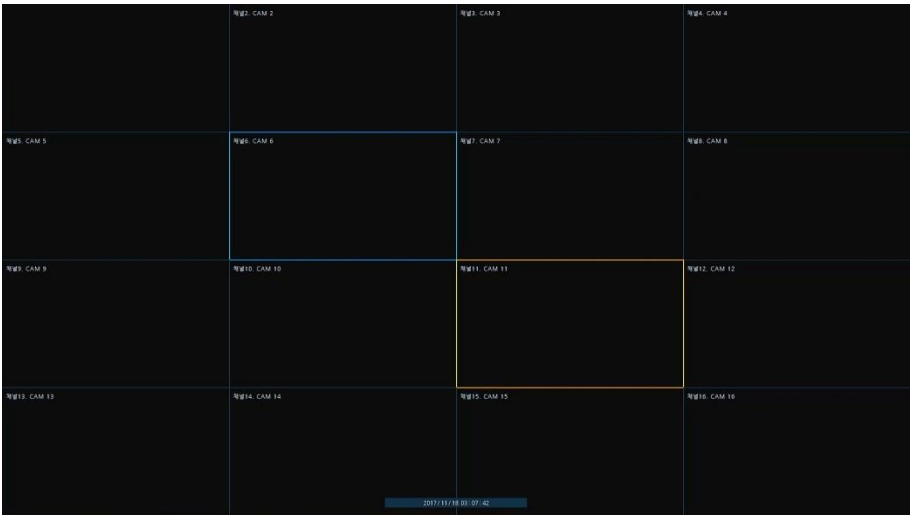 채널2. CAM 2
채널3. CAM 3
채널4. CAM 4
채널5. CAM 5
채널6. CAM 6
채널7. CAM 7
채널8. CAM 8
채널9. CAM 9
채널10. CAM 10
채널11. CAM 11
채널12. CAM 12
채널13. CAM 13
채널14. CAM 14
채널15. CAM 15
채널16. CAM 16
2017/11/18 03:07:42